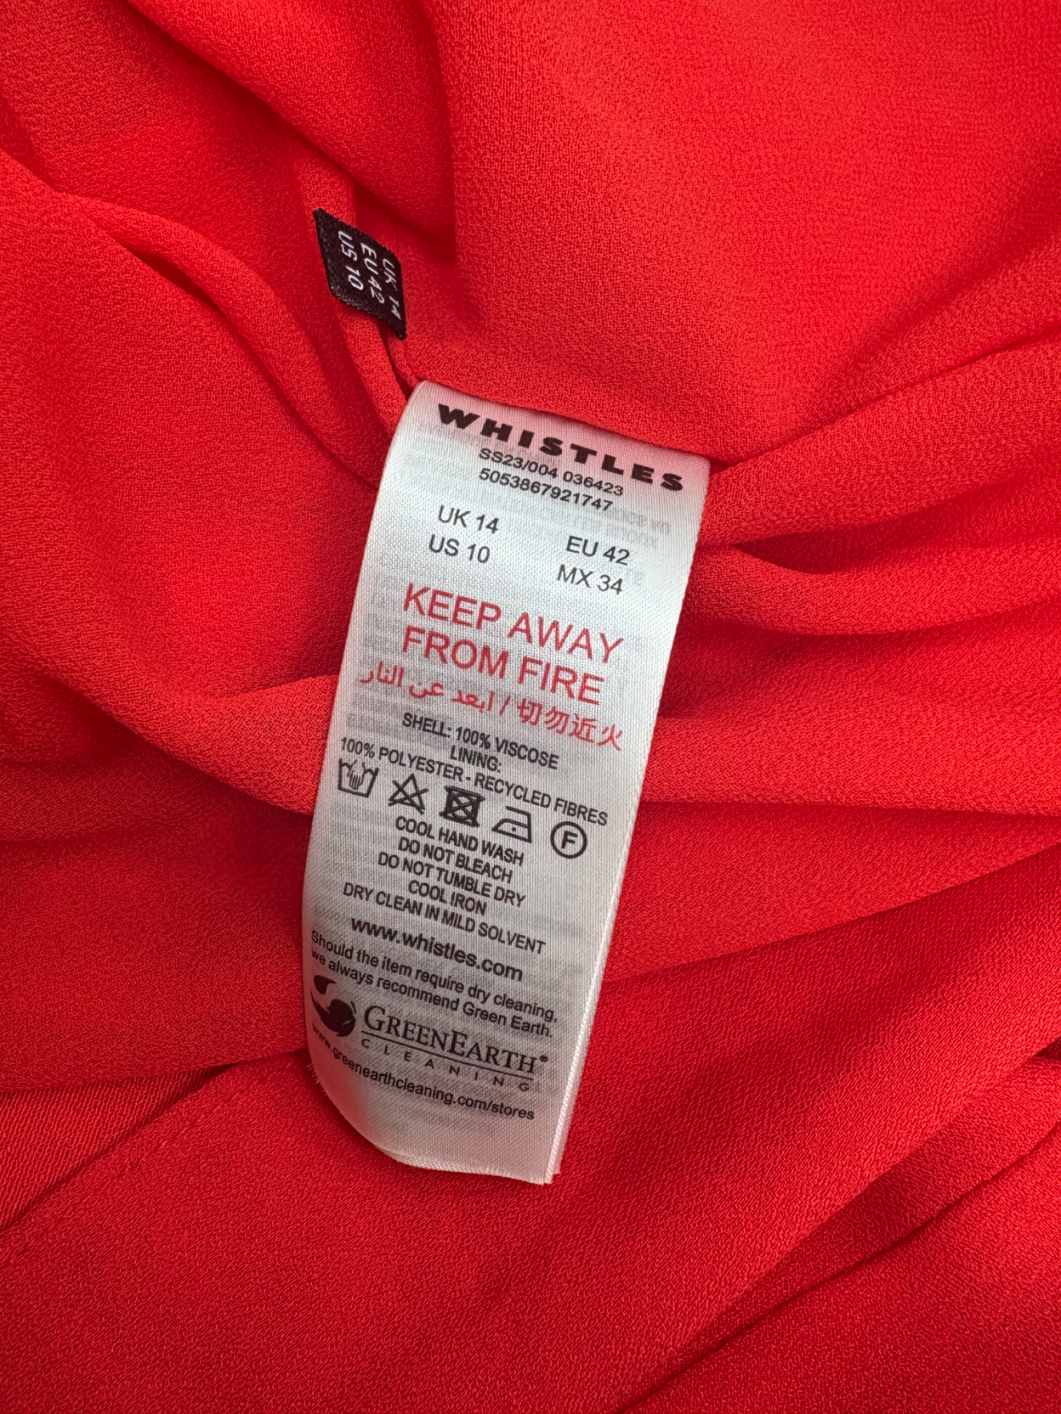 UK 14
EU 42
US 10
WHISTLES
SS23/004 036423
5053867921747
UK 14 EU 42
US 10 MX 34
KEEP AWAY
FROM FIRE
ابعد عن النار / 切勿近火
SHELL: 100% VISCOSE
LINING:
100% POLYESTER - RECYCLED FIBRES
F
COOL HAND WASH
DO NOT BLEACH
DO NOT TUMBLE DRY
COOL IRON
DRY CLEAN IN MILD SOLVENT
www.whistles.com
Should the item require dry cleaning,
we always recommend Green Earth.
GREENEARTH®
CLEANING
www.greenearthcleaning.com/stores